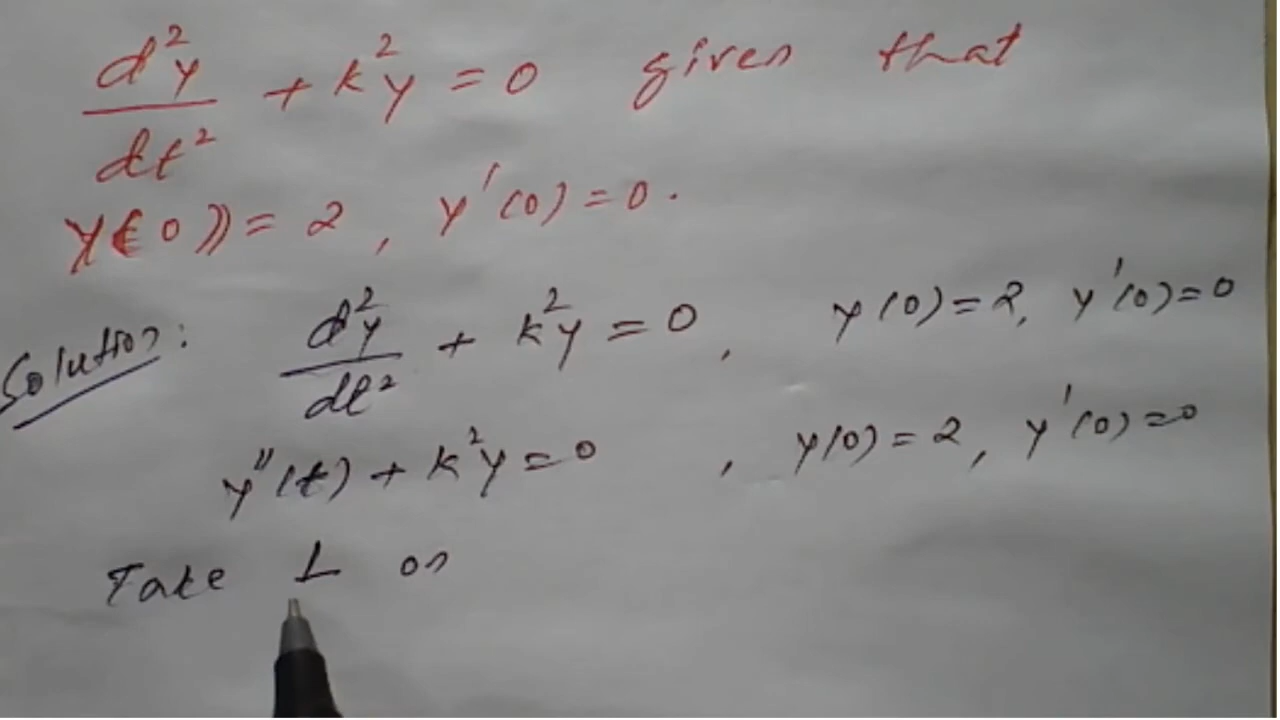 d²y/dt² + k²y = 0 given that
y(0)) = 2, y'(0) = 0.
Solution: d²y/dt² + k²y = 0, y(0) = 2, y'(0) = 0
y''(t) + k²y = 0, y(0) = 2, y'(0) = 0
Take L on